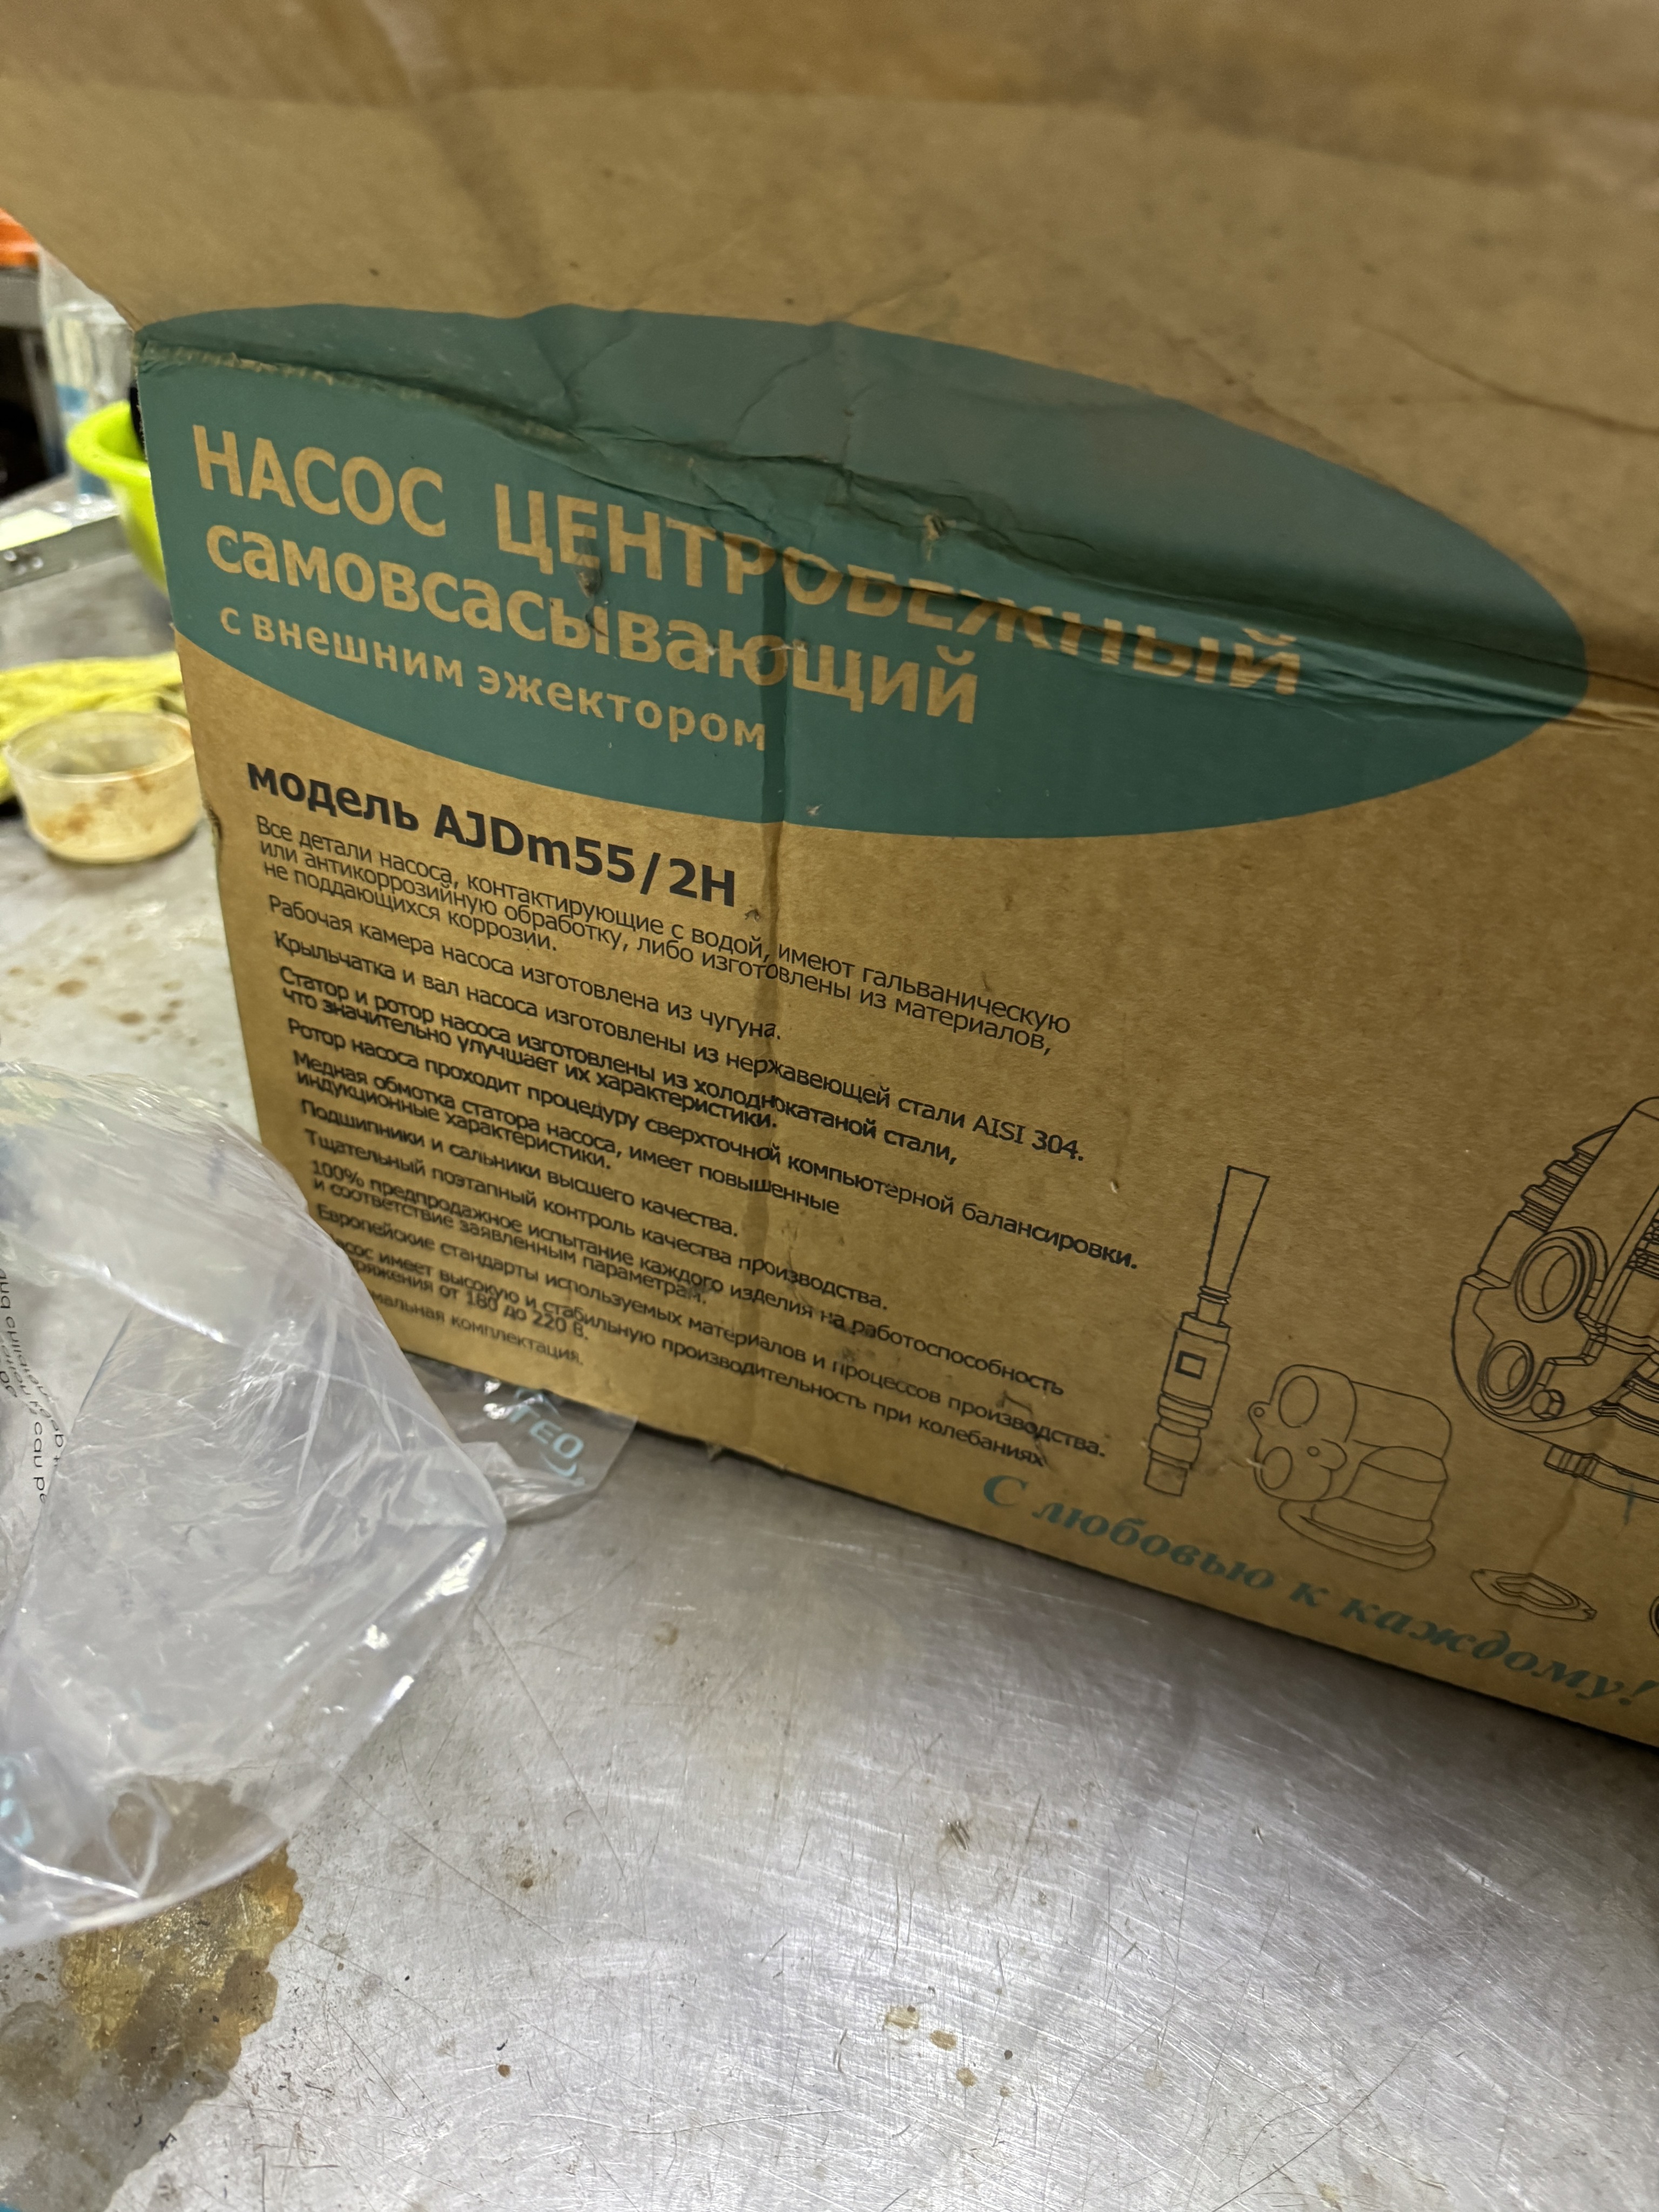 НАСОС ЦЕНТРОБЕЖНЫЙ
самовсасывающий
с внешним эжектором
модель AJDm55/2H
Все детали насоса, контактирующие с водой, имеют гальваническую
или антикоррозийную обработку, либо изготовлены из материалов,
не поддающихся коррозии.
Рабочая камера насоса изготовлена из чугуна.
Крыльчатка и вал насоса изготовлены из нержавеющей стали AISI 304.
Статор и ротор насоса изготовлены из холоднокатаной стали,
что значительно улучшает их характеристики.
Ротор насоса проходит процедуру сверхточной компьютерной балансировки.
Медная обмотка статора насоса, имеет повышенные
индукционные характеристики.
Подшипники и сальники высшего качества.
Тщательный поэтапный контроль качества производства.
100% предпродажное испытание каждого изделия на работоспособность
и соответствие заявленным параметрам.
Европейские стандарты используемых материалов и процессов производства.
имеет высокую и стабильную производительность при колебаниях
от 180 до 220 В.
комплектация.
С любовью к каждому!